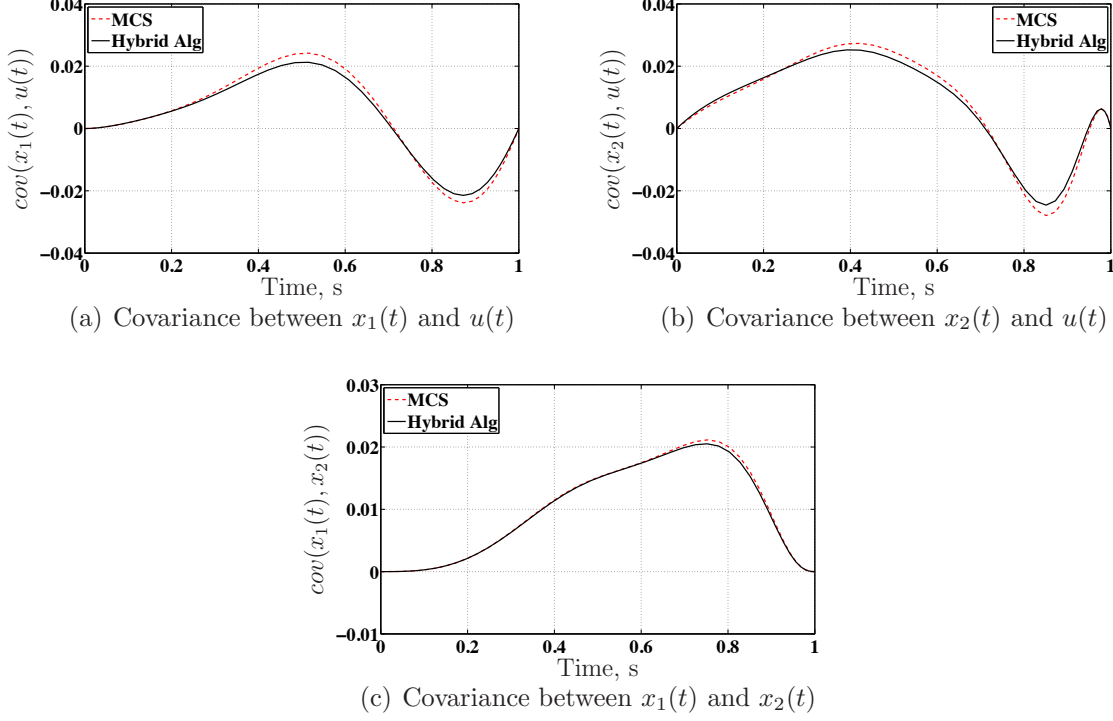 0.04
0.02
0
−0.02
−0.04
cov(x₁(t), u(t))
MCS
Hybrid Alg
0 0.2 0.4 0.6 0.8 1
Time, s
(a) Covariance between x₁(t) and u(t)
0.04
0.02
0
−0.02
−0.04
cov(x₂(t), u(t))
MCS
Hybrid Alg
0 0.2 0.4 0.6 0.8 1
Time, s
(b) Covariance between x₂(t) and u(t)
0.03
0.02
0.01
0
−0.01
cov(x₁(t), x₂(t))
MCS
Hybrid Alg
0 0.2 0.4 0.6 0.8 1
Time, s
(c) Covariance between x₁(t) and x₂(t)